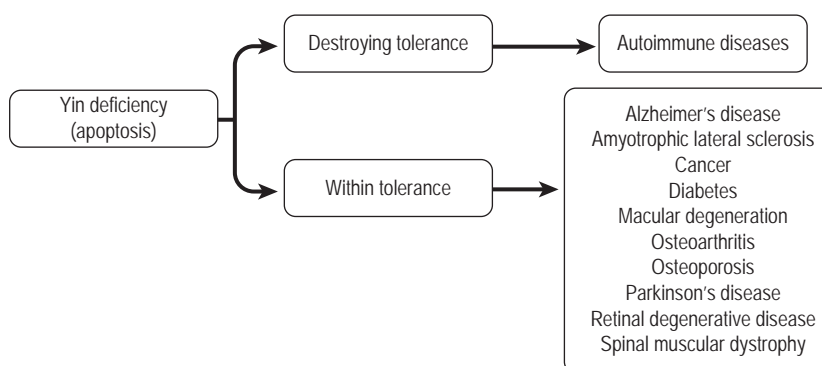 Yin deficiency
(apoptosis)
Destroying tolerance
Autoimmune diseases
Within tolerance
Alzheimer's disease
Amyotrophic lateral sclerosis
Cancer
Diabetes
Macular degeneration
Osteoarthritis
Osteoporosis
Parkinson's disease
Retinal degenerative disease
Spinal muscular dystrophy